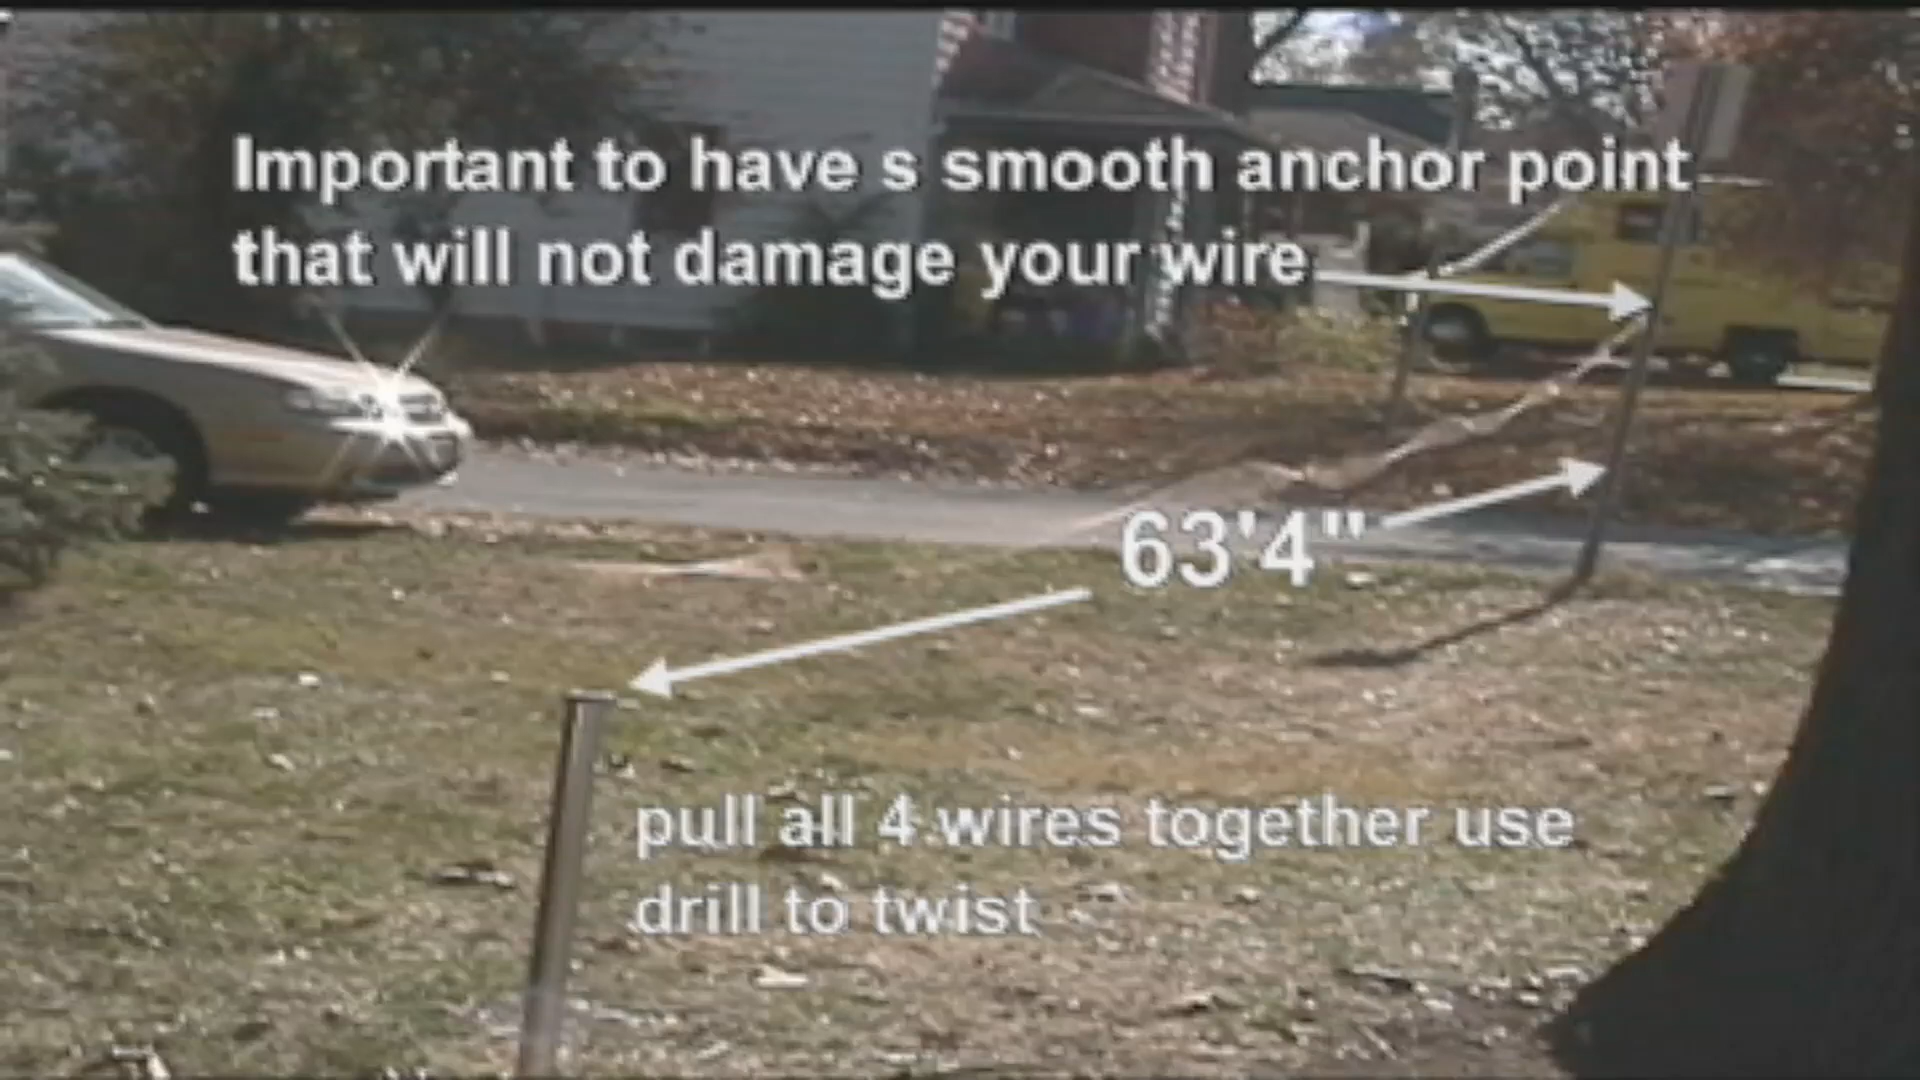 Important to have s smooth anchor point
that will not damage your wire
63'4"
pull all 4 wires together use
drill to twist